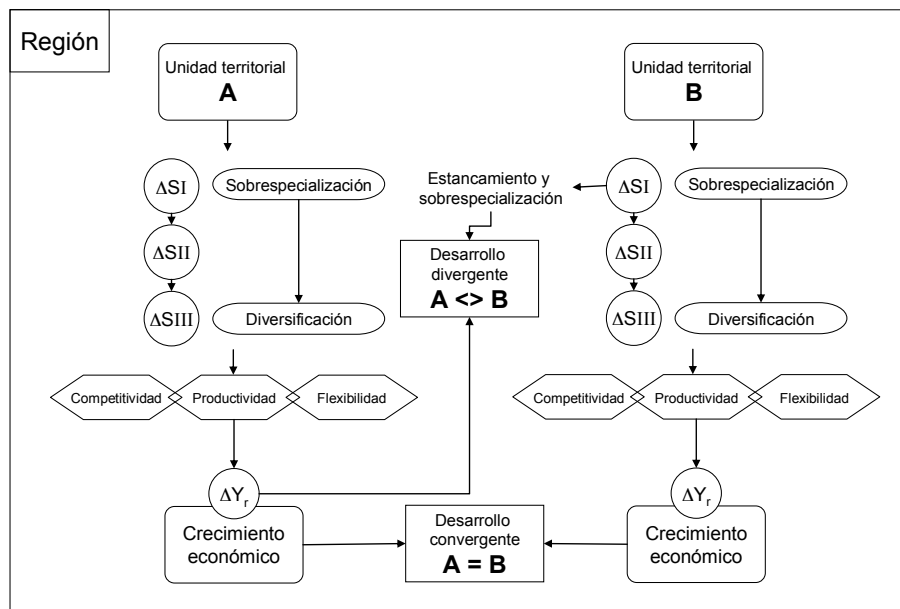 Región
Unidad territorial
A
Unidad territorial
B
ΔSI
Sobrespecialización
Estancamiento y
sobrespecialización
ΔSI
Sobrespecialización
ΔSII
Desarrollo
divergente
A <> B
ΔSII
ΔSIII
Diversificación
ΔSIII
Diversificación
Competitividad
Productividad
Flexibilidad
Competitividad
Productividad
Flexibilidad
ΔYr
Crecimiento
económico
Desarrollo
convergente
A = B
ΔYr
Crecimiento
económico